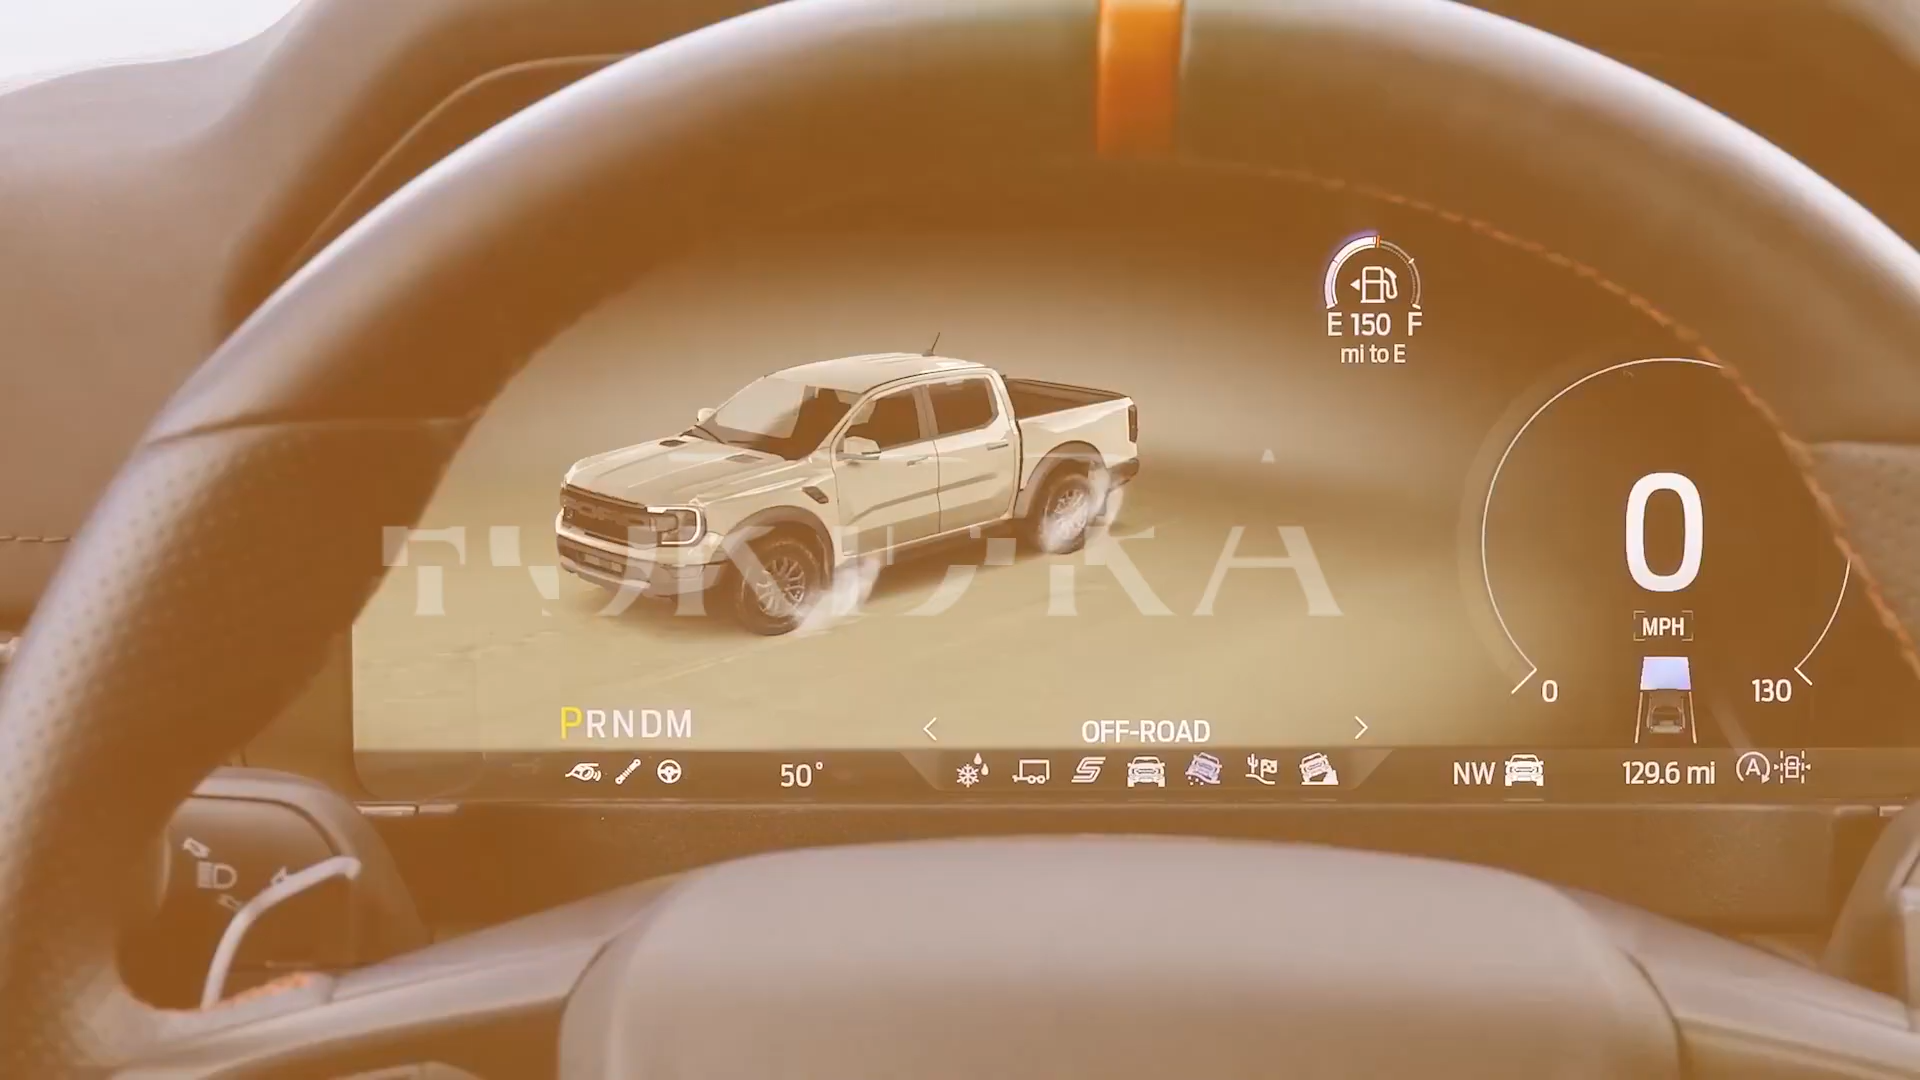 E 150 F
mi to E
0
MPH
0
130
PRNDM
OFF-ROAD
50°
NW
129.6 mi
A